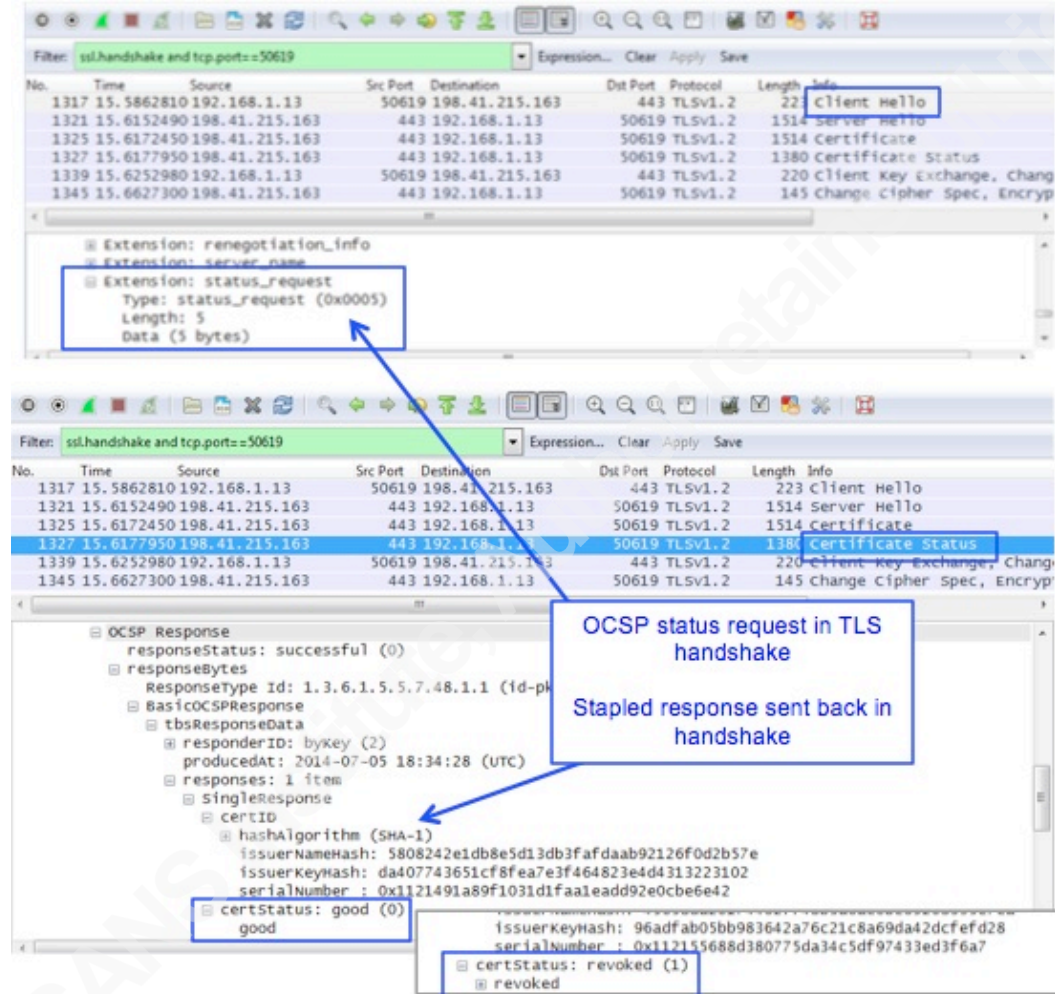 Filter: ssl.handshake and tcp.port==50619 Expression... Clear Apply Save
No. Time Source Src Port Destination Dst Port Protocol Length Info
1317 15.5862810 192.168.1.13 50619 198.41.215.163 443 TLSv1.2 223 Client Hello
1321 15.6152490 198.41.215.163 443 192.168.1.13 50619 TLSv1.2 1514 Server Hello
1325 15.6172450 198.41.215.163 443 192.168.1.13 50619 TLSv1.2 1514 Certificate
1327 15.6177950 198.41.215.163 443 192.168.1.13 50619 TLSv1.2 1380 Certificate Status
1339 15.6252980 192.168.1.13 50619 198.41.215.163 443 TLSv1.2 220 Client Key Exchange, Chang
1345 15.6627300 198.41.215.163 443 192.168.1.13 50619 TLSv1.2 145 Change Cipher Spec, Encryp
Extension: renegotiation_info
Extension: server_name
Extension: status_request
Type: status_request (0x0005)
Length: 5
Data (5 bytes)
Filter: ssl.handshake and tcp.port==50619 Expression... Clear Apply Save
No. Time Source Src Port Destination Dst Port Protocol Length Info
1317 15.5862810 192.168.1.13 50619 198.41.215.163 443 TLSv1.2 223 Client Hello
1321 15.6152490 198.41.215.163 443 192.168.1.13 50619 TLSv1.2 1514 Server Hello
1325 15.6172450 198.41.215.163 443 192.168.1.13 50619 TLSv1.2 1514 Certificate
1327 15.6177950 198.41.215.163 443 192.168.1.13 50619 TLSv1.2 1380 Certificate Status
1339 15.6252980 192.168.1.13 50619 198.41.215.163 443 TLSv1.2 220 Client Key Exchange, Chang
1345 15.6627300 198.41.215.163 443 192.168.1.13 50619 TLSv1.2 145 Change Cipher Spec, Encryp
OCSP status request in TLS
handshake
Stapled response sent back in
handshake
OCSP Response
responseStatus: successful (0)
responseBytes
ResponseType Id: 1.3.6.1.5.5.7.48.1.1 (id-pk
BasicOCSPResponse
tbsResponseData
responderID: byKey (2)
producedAt: 2014-07-05 18:34:28 (UTC)
responses: 1 item
SingleResponse
certID
hashAlgorithm (SHA-1)
issuerNameHash: 5808242e1db8e5d13db3fafdaab92126f0d2b57e
issuerKeyHash: da407743651cf8fea7e3f464823e4d4313223102
serialNumber : 0x1121491a89f1031d1faa1eadd92e0cbe6e42
certStatus: good (0)
good
issuerKeyHash: 96adfab05bb983642a76c21c8a69da42dcfefd28
serialNumber : 0x112155688d380775da34c5df97433ed3f6a7
certStatus: revoked (1)
revoked